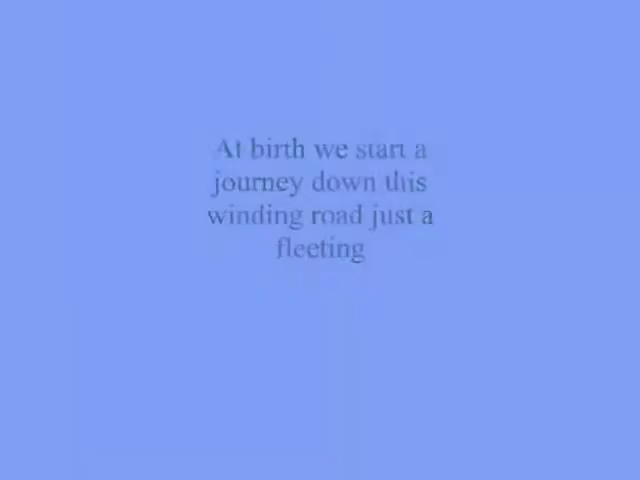 At birth we start a
journey down this
winding road just a
fleeting